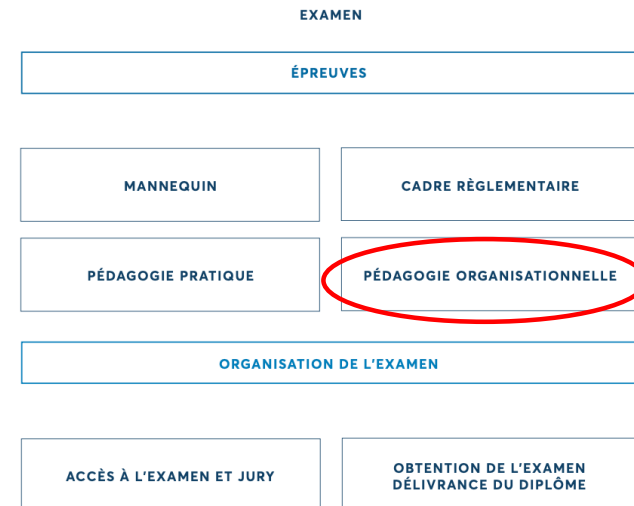 EXAMEN
ÉPREUVES
MANNEQUIN
CADRE RÈGLEMENTAIRE
PÉDAGOGIE PRATIQUE
PÉDAGOGIE ORGANISATIONNELLE
ORGANISATION DE L'EXAMEN
ACCÈS À L'EXAMEN ET JURY
OBTENTION DE L'EXAMEN
DÉLIVRANCE DU DIPLÔME